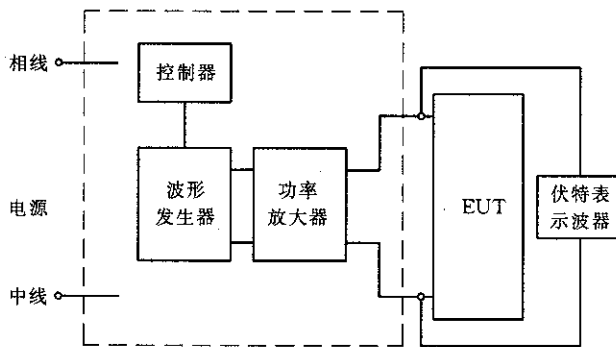 相线
控制器
电源
波形
发生器
功率
放大器
EUT
伏特表
示波器
中线